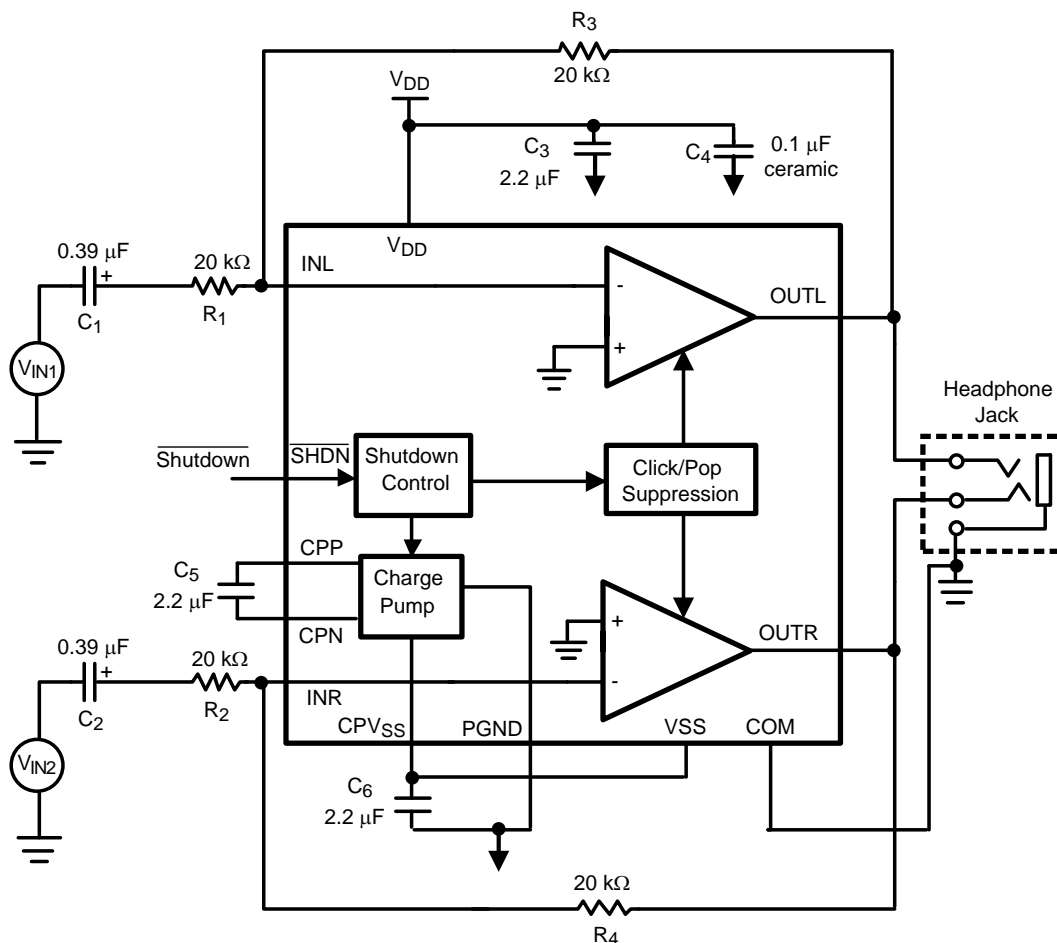 R3
20 kΩ
VDD
C3
2.2 μF
C4
0.1 μF
ceramic
VDD
0.39 μF
+
C1
20 kΩ
R1
INL
-
+
OUTL
VIN1
Headphone
Jack
Shutdown
SHDN
Shutdown
Control
Click/Pop
Suppression
CPP
C5
2.2 μF
CPN
Charge
Pump
+
-
OUTR
0.39 μF
+
C2
20 kΩ
R2
INR
CPVSS
PGND
VSS
COM
VIN2
C6
2.2 μF
20 kΩ
R4